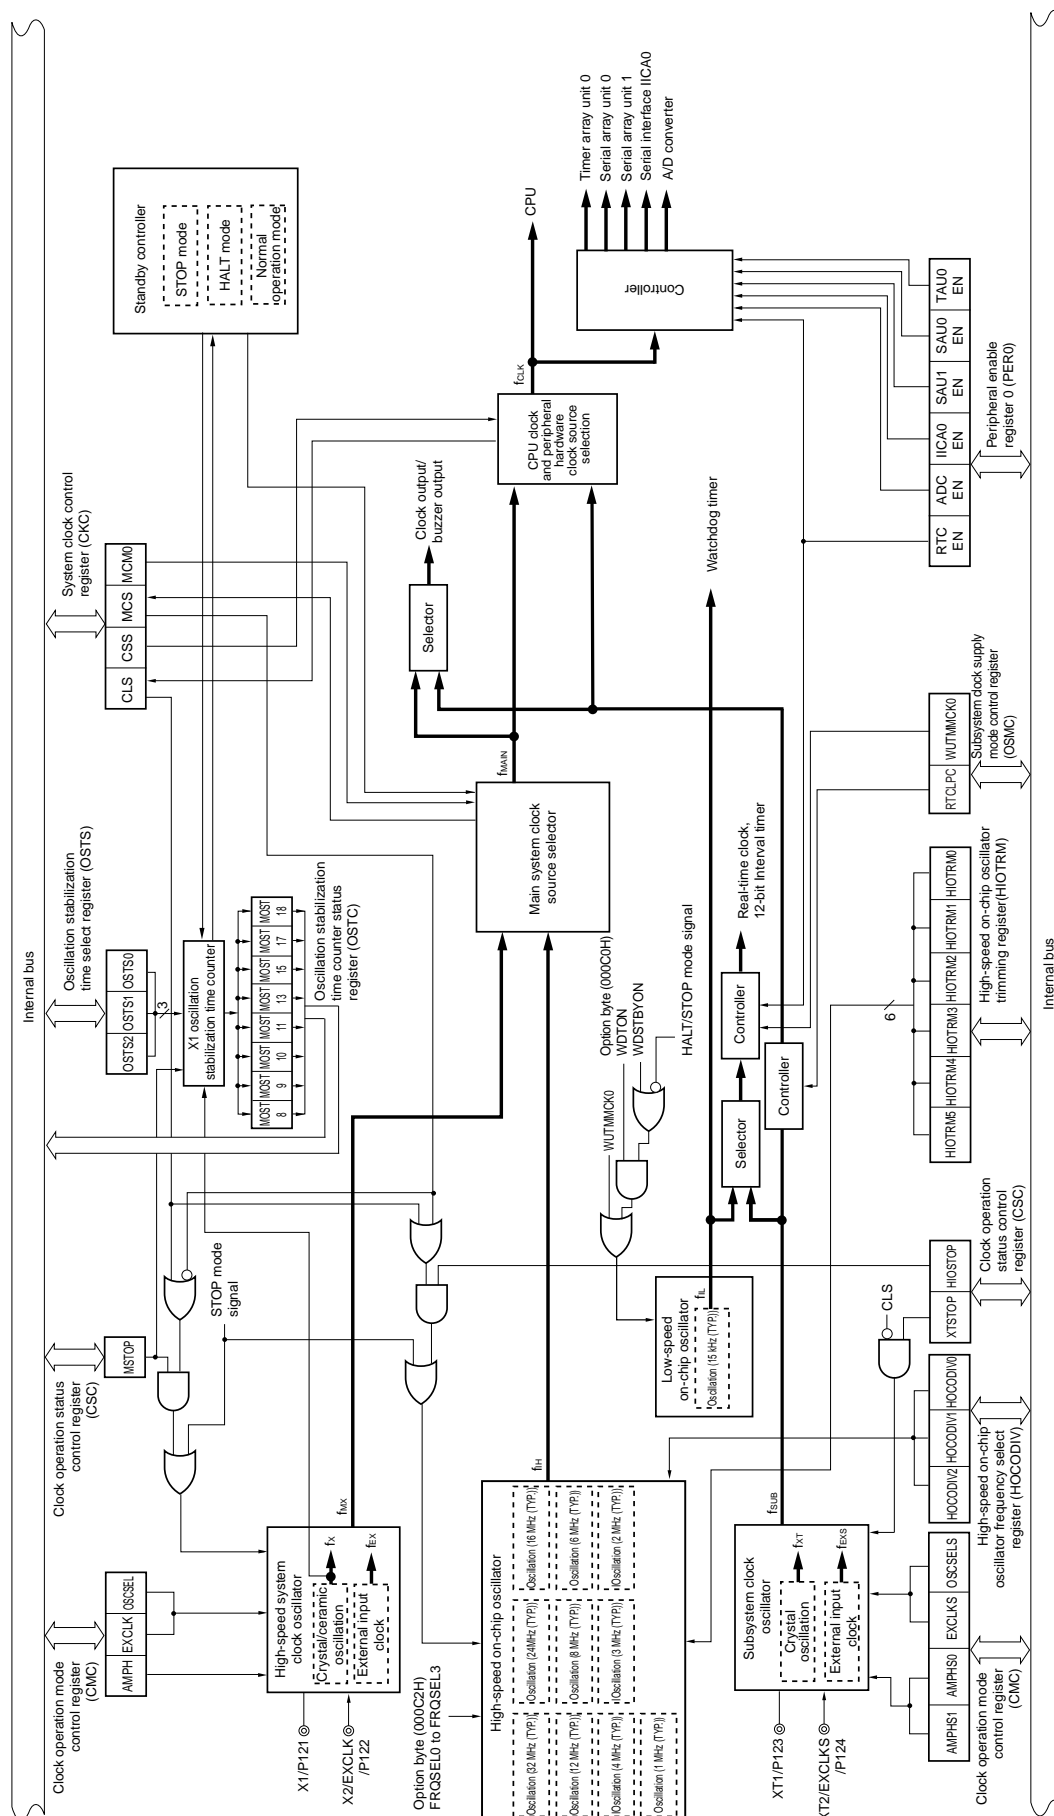 Internal bus
Clock operation mode
control register
(CMC)
AMPH
EXCLK
OSCSEL
Clock operation status
control register
(CSC)
MSTOP
Oscillation stabilization
time select register (OSTS)
OSTS2
OSTS1
OSTS0
3
X1 oscillation
stabilization time counter
MOST
8
MOST
9
MOST
10
MOST
11
MOST
13
MOST
15
MOST
17
MOST
18
Oscillation stabilization
time counter status
register (OSTC)
System clock control
register (CKC)
CLS
CSS
MCS
MCM0
Standby controller
STOP mode
HALT mode
Normal
operation mode
STOP mode
signal
X1/P121
X2/EXCLK
/P122
High-speed system
clock oscillator
Crystal/ceramic
oscillation
fX
External input
clock
fEX
fMX
Option byte (000C2H)
FRQSEL0 to FRQSEL3
High-speed on-chip oscillator
Oscillation (32 MHz (TYP.))
Oscillation (24MHz (TYP.))
Oscillation (16 MHz (TYP.))
Oscillation (12 MHz (TYP.))
Oscillation (8 MHz (TYP.))
Oscillation (6 MHz (TYP.))
Oscillation (4 MHz (TYP.))
Oscillation (3 MHz (TYP.))
Oscillation (2 MHz (TYP.))
Oscillation (1 MHz (TYP.))
fIH
Main system clock
source selector
fMAIN
Selector
Clock output/
buzzer output
CPU clock
and peripheral
hardware
clock source
selection
fCLK
CPU
Controller
Timer array unit 0
Serial array unit 0
Serial array unit 1
Serial interface IICA0
A/D converter
WUTMMCK0
Option byte (000C0H)
WDTON
WDSTBYON
HALT/STOP mode signal
Low-speed
on-chip oscillator
Oscillation (15 kHz (TYP.))
fIL
Watchdog timer
Selector
Controller
Real-time clock,
12-bit Interval timer
Controller
XT1/P123
XT2/EXCLKS
/P124
Subsystem clock
oscillator
Crystal
oscillation
fXT
External input
clock
fEXS
fSUB
CLS
6
AMPHS1
AMPHS0
EXCLKS
OSCSELS
Clock operation mode
control register
(CMC)
HOCODIV2
HOCODIV1
HOCODIV0
High-speed on-chip
oscillator frequency select
register (HOCODIV)
XTSTOP
HIOSTOP
Clock operation
status control
register (CSC)
HIOTRM5
HIOTRM4
HIOTRM3
HIOTRM2
HIOTRM1
HIOTRM0
High-speed on-chip oscillator
trimming register(HIOTRM)
RTCLPC
WUTMMCK0
Subsystem clock supply
mode control register
(OSMC)
RTC
EN
ADC
EN
IICA0
EN
SAU1
EN
SAU0
EN
TAU0
EN
Peripheral enable
register 0 (PER0)
Internal bus